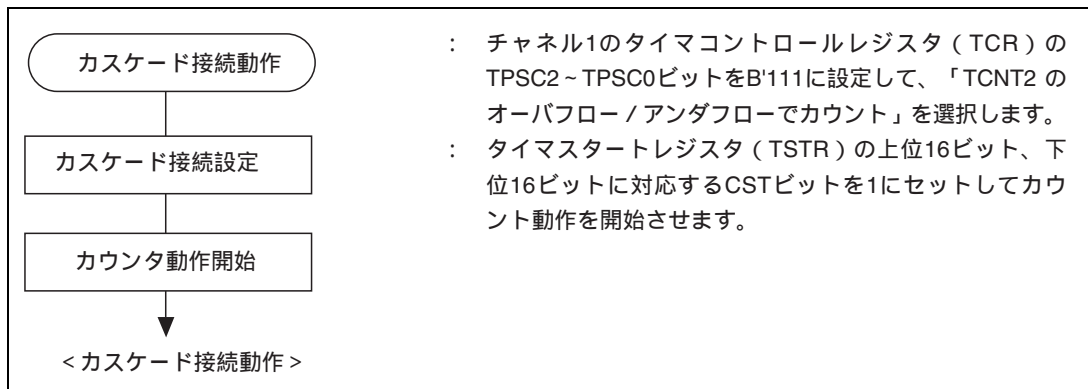 カスケード接続動作
カスケード接続設定
カウンタ動作開始
<カスケード接続動作>
: チャネル1のタイマコントロールレジスタ(TCR)の
TPSC2~TPSC0ビットをB'111に設定して、「TCNT2 の
オーバフロー/アンダフローでカウント」を選択します。
: タイマスタートレジスタ(TSTR)の上位16ビット、下
位16ビットに対応するCSTビットを1にセットしてカウ
ント動作を開始させます。